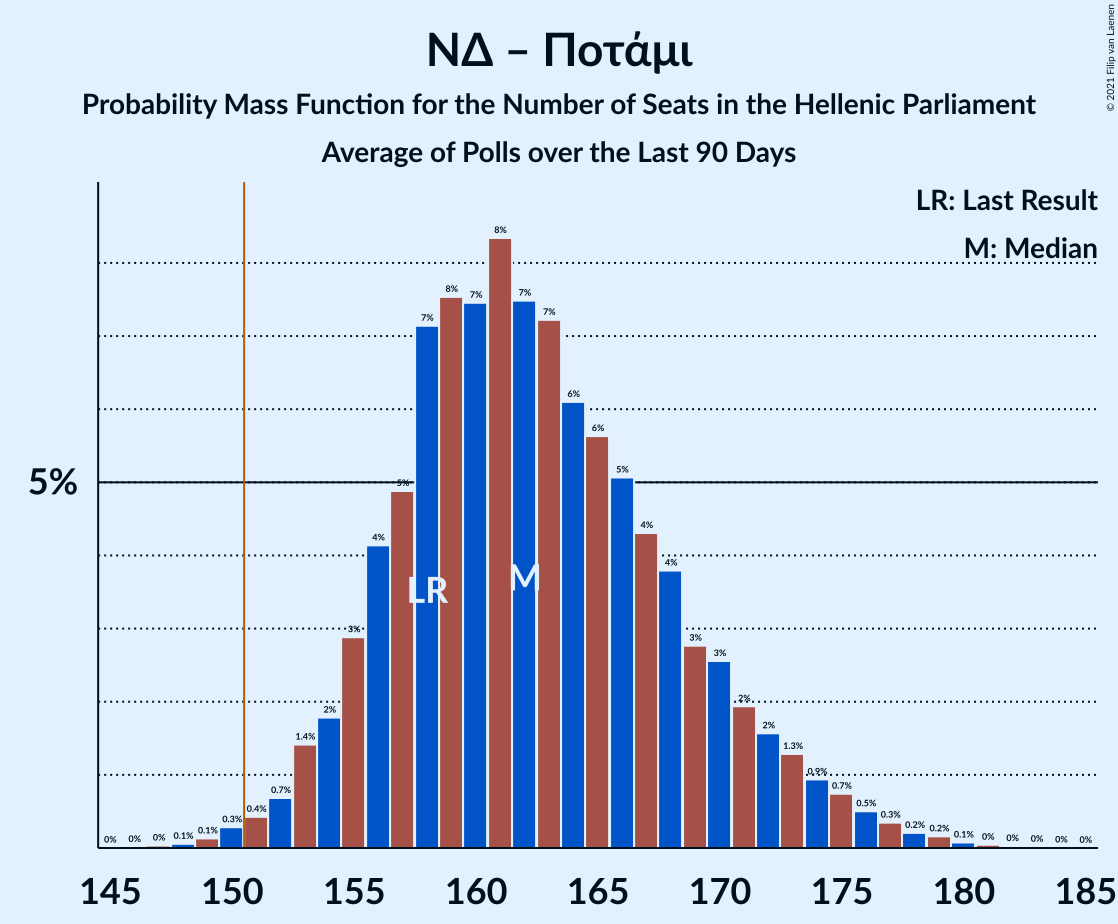 ΝΔ – Ποτάμι
Probability Mass Function for the Number of Seats in the Hellenic Parliament
Average of Polls over the Last 90 Days
© 2021 Filip van Laenen
LR: Last Result
M: Median
5%
0% 0% 0% 0.1% 0.1% 0.3% 0.4% 0.7% 1.4% 2% 3% 4% 5% 7% 8% 7% 8% 7% 7% 6% 6% 5% 4% 4% 3% 3% 2% 2% 1.3% 0.9% 0.7% 0.5% 0.3% 0.2% 0.2% 0.1% 0% 0% 0% 0% 0%
LR M
145 150 155 160 165 170 175 180 185